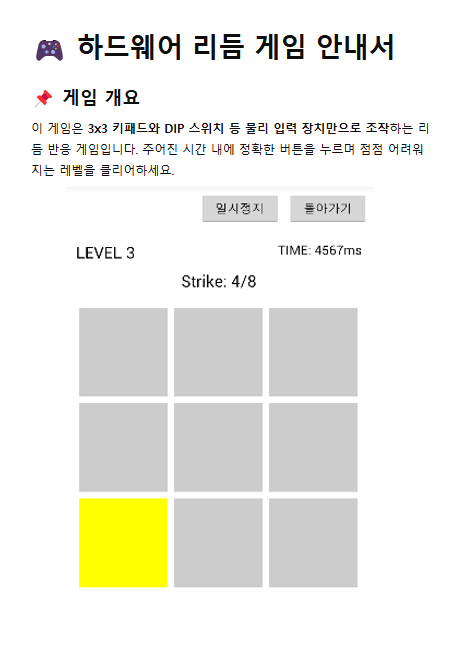 🎮 하드웨어 리듬 게임 안내서
📌 게임 개요
이 게임은 3x3 키패드와 DIP 스위치 등 물리 입력 장치만으로 조작하는 리
듬 반응 게임입니다. 주어진 시간 내에 정확한 버튼을 누르며 점점 어려워
지는 레벨을 클리어하세요.
일시정지 돌아가기
LEVEL 3 TIME: 4567ms
Strike: 4/8